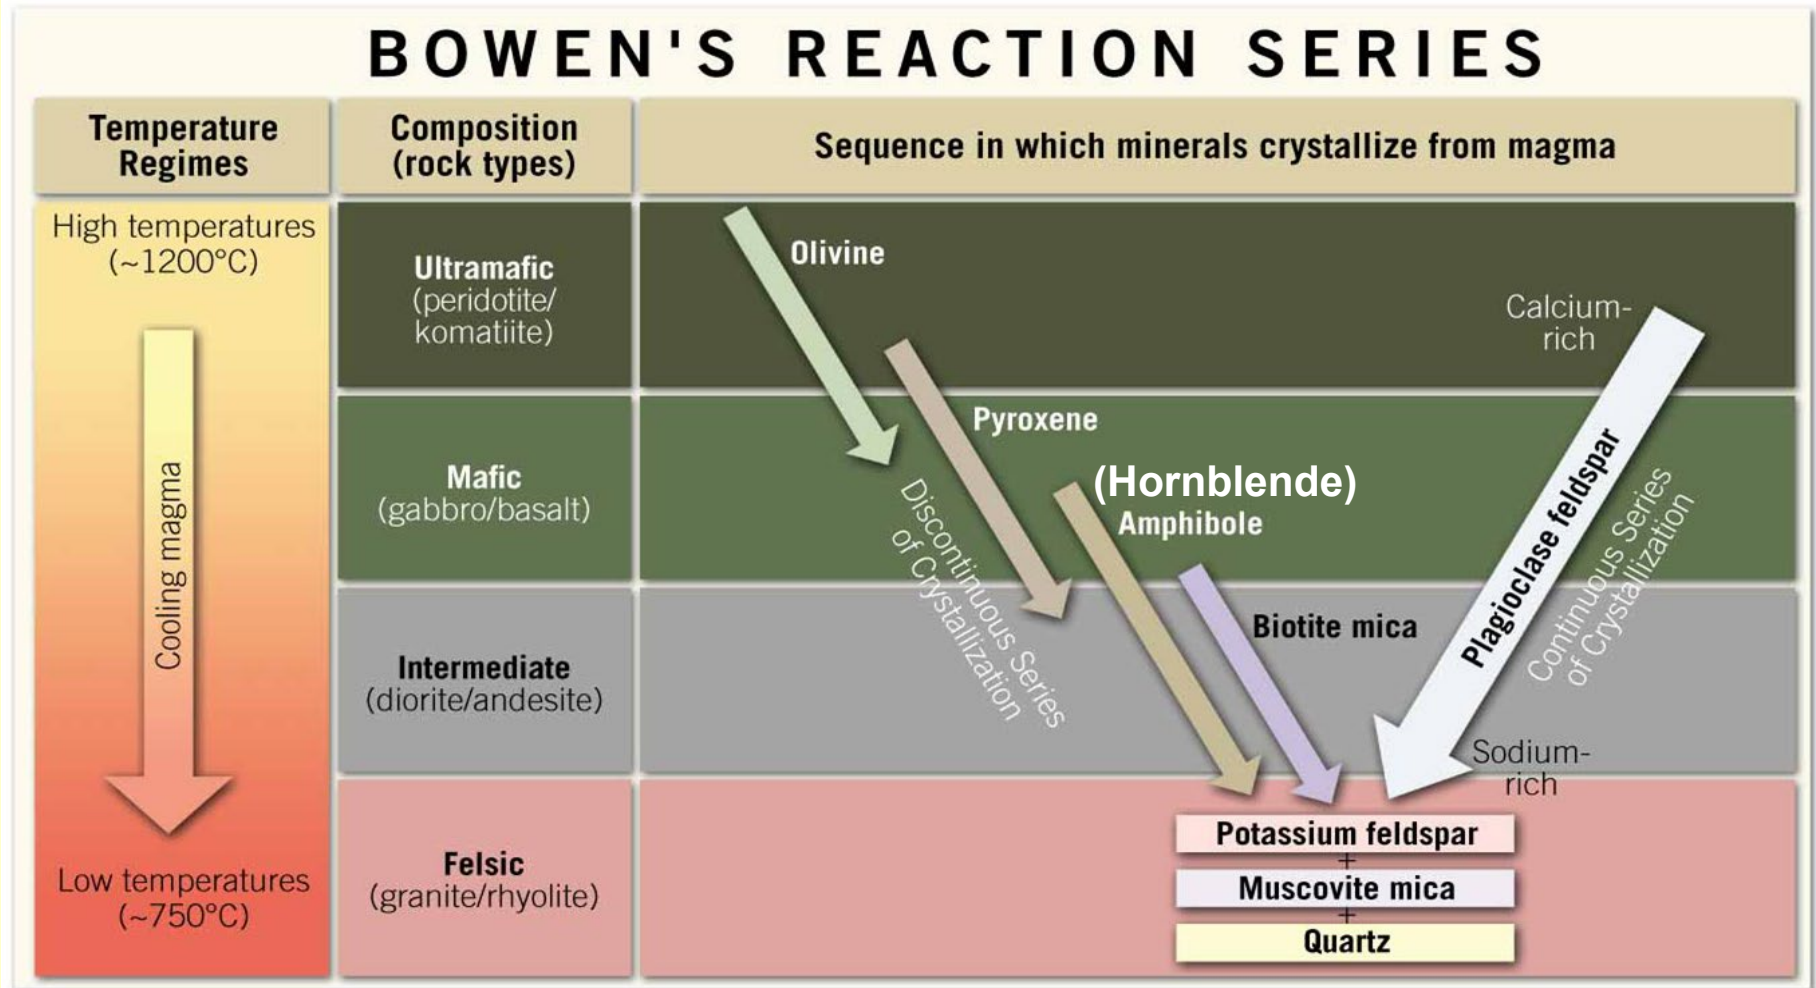 BOWEN'S REACTION SERIES
Temperature
Regimes
Composition
(rock types)
Sequence in which minerals crystallize from magma
High temperatures
(~1200°C)
Cooling magma
Low temperatures
(~750°C)
Ultramafic
(peridotite/
komatiite)
Mafic
(gabbro/basalt)
Intermediate
(diorite/andesite)
Felsic
(granite/rhyolite)
Olivine
Pyroxene
(Hornblende)
Amphibole
Biotite mica
Discontinuous Series
of Crystallization
Calcium-
rich
Plagioclase feldspar
Continuous Series
of Crystallization
Sodium-
rich
Potassium feldspar
+
Muscovite mica
+
Quartz